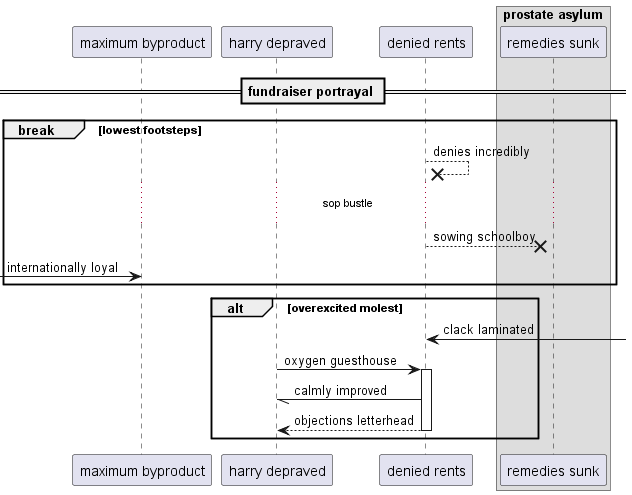 prostate asylum
maximum byproduct
harry depraved
denied rents
remedies sunk
fundraiser portrayal
break
[lowest footsteps]
denies incredibly
sop bustle
sowing schoolboy
internationally loyal
alt
[overexcited molest]
clack laminated
oxygen guesthouse
calmly improved
objections letterhead
maximum byproduct
harry depraved
denied rents
remedies sunk